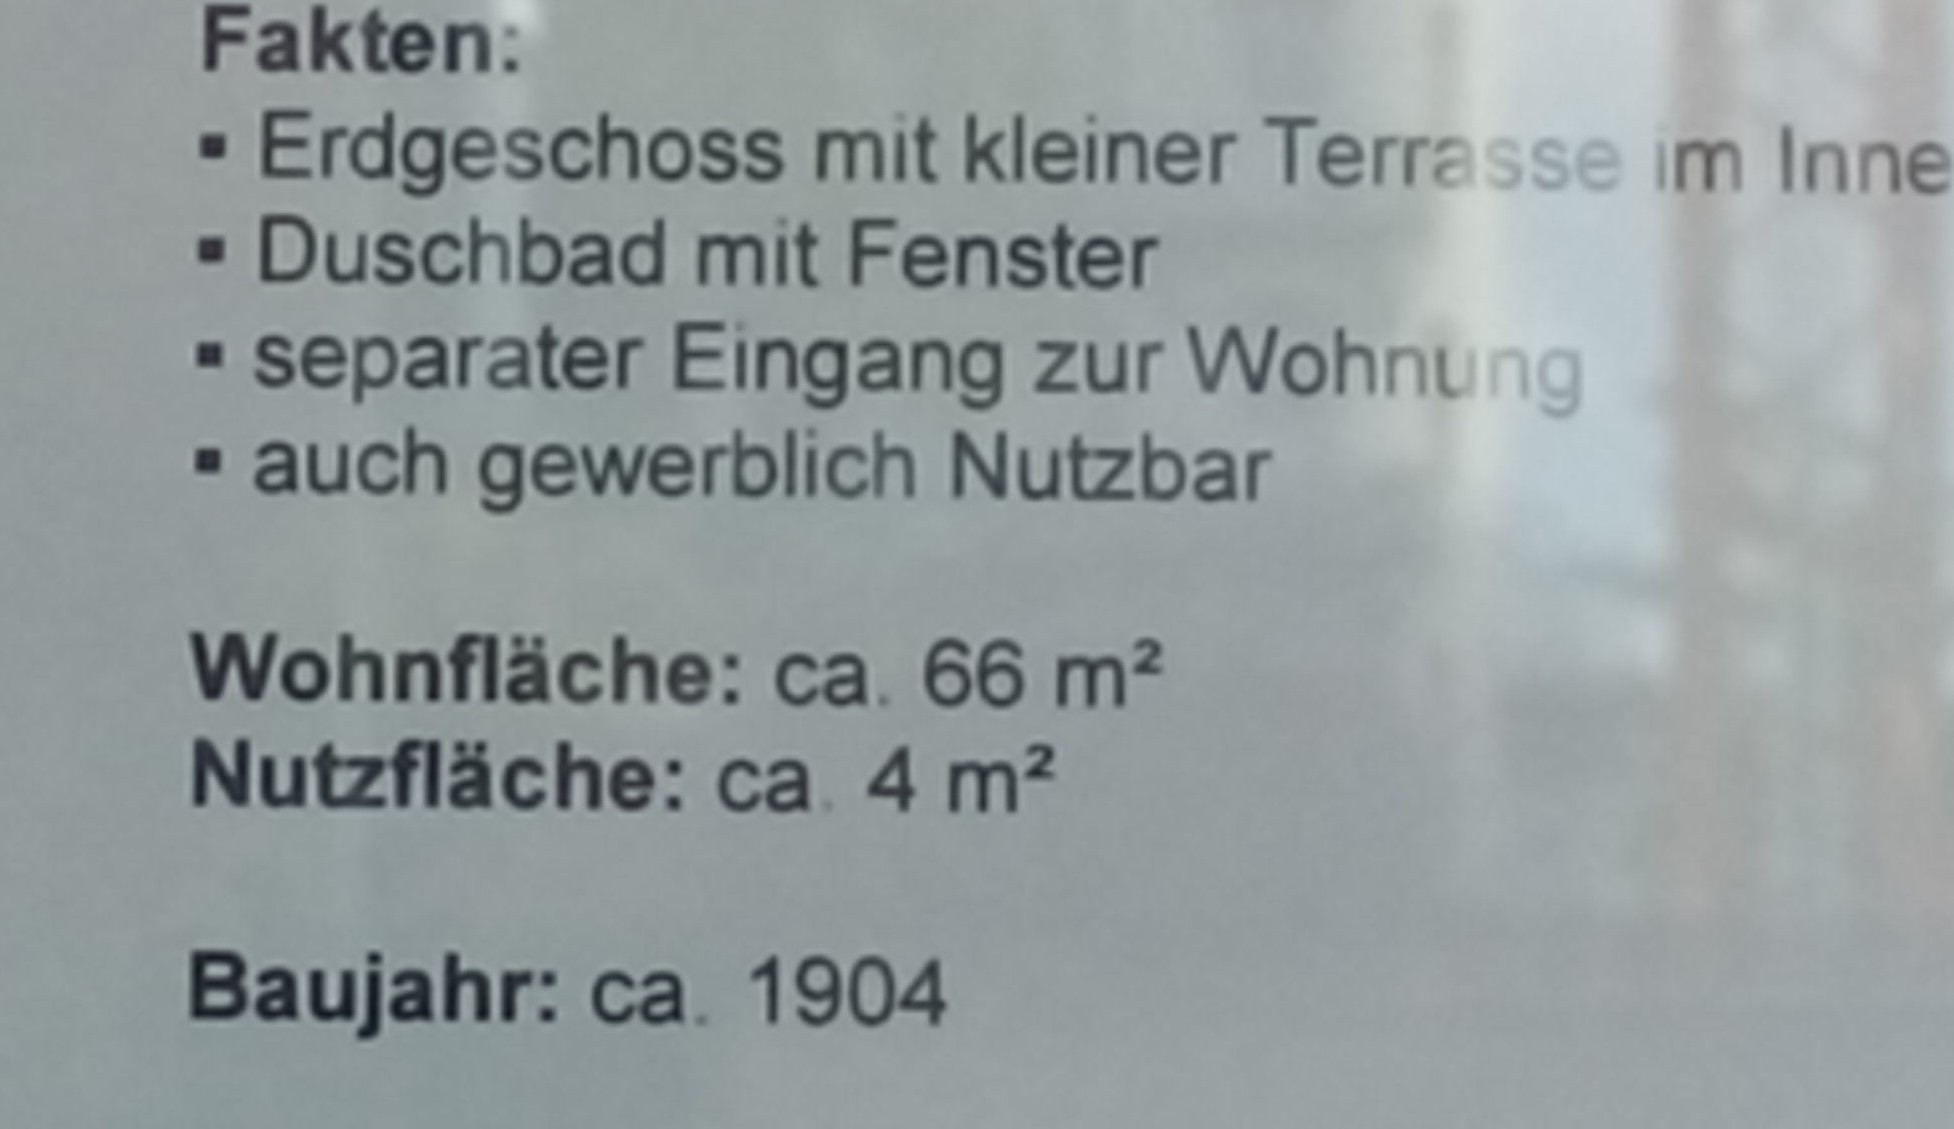 Fakten:
▪ Erdgeschoss mit kleiner Terrasse im Inne
▪ Duschbad mit Fenster
▪ separater Eingang zur Wohnung
▪ auch gewerblich Nutzbar
Wohnfläche: ca. 66 m²
Nutzfläche: ca. 4 m²
Baujahr: ca. 1904